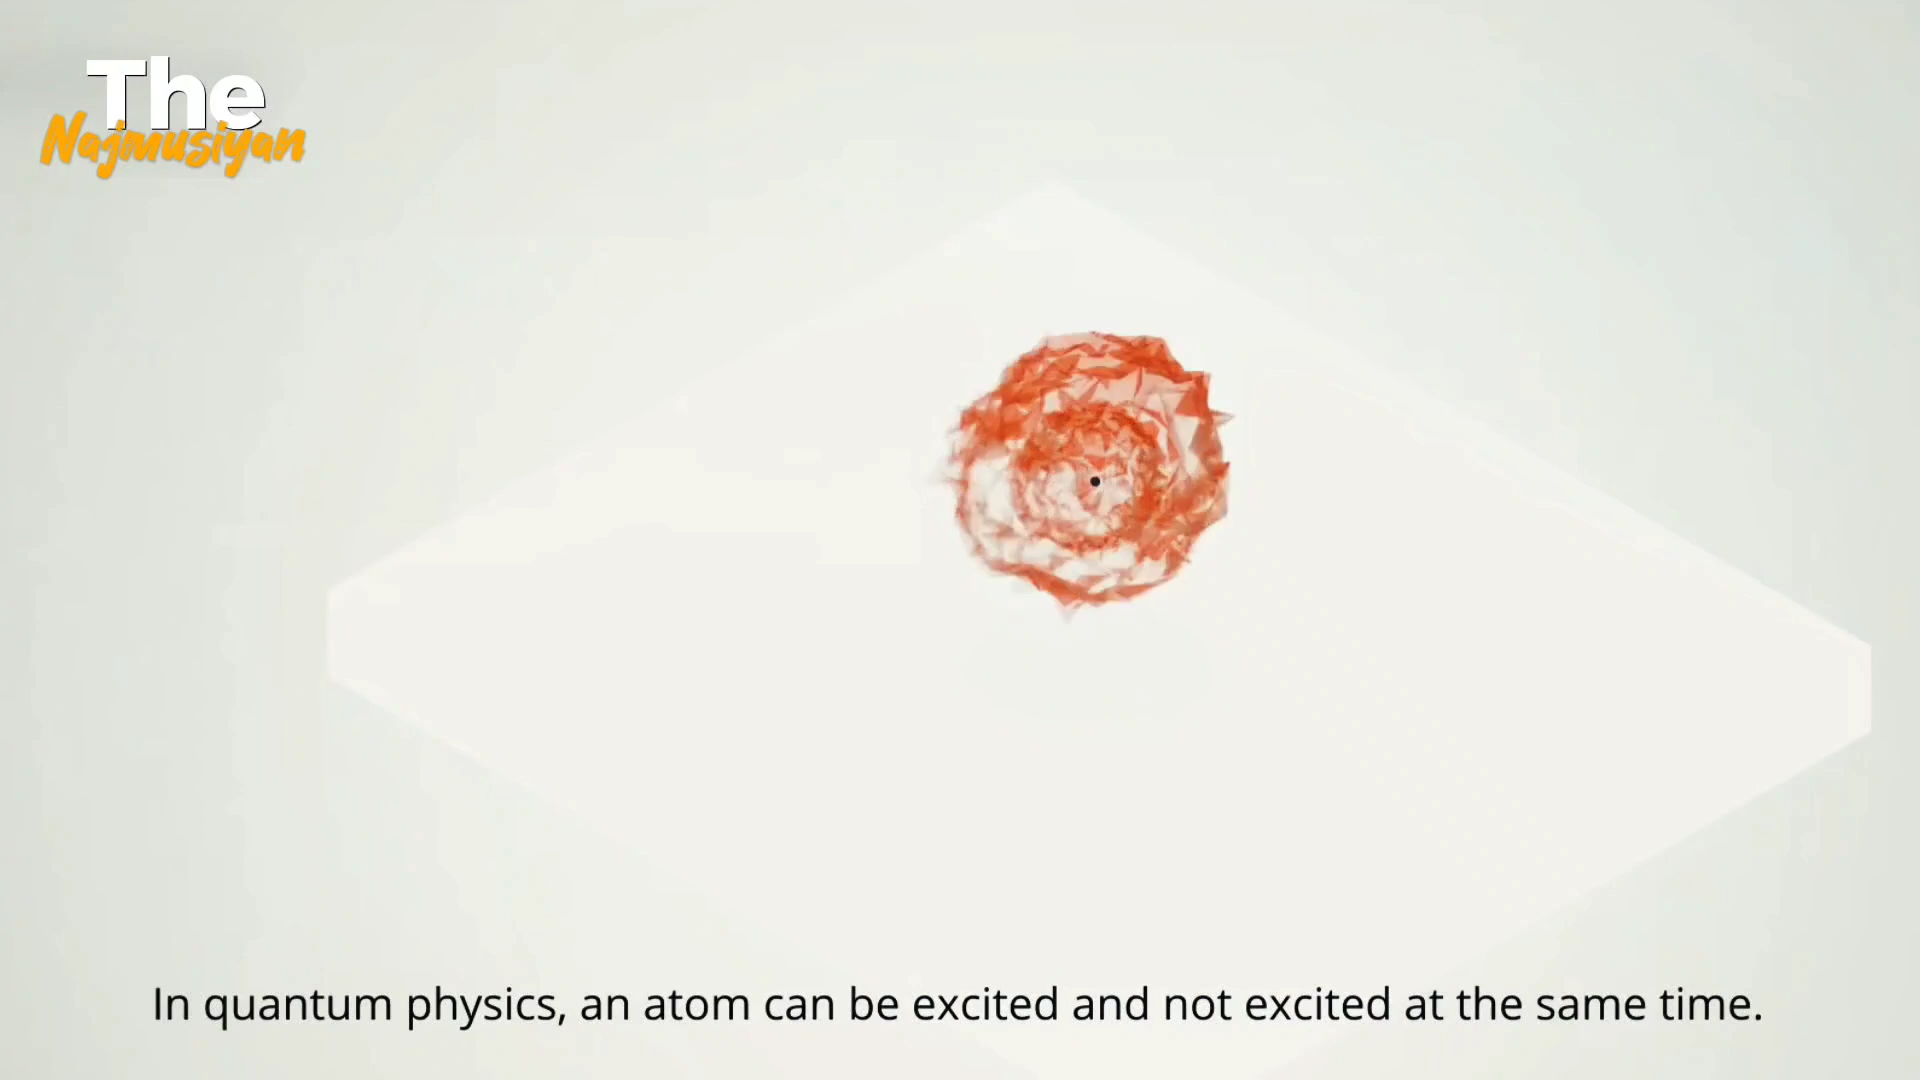 The
Najmusiyan
In quantum physics, an atom can be excited and not excited at the same time.